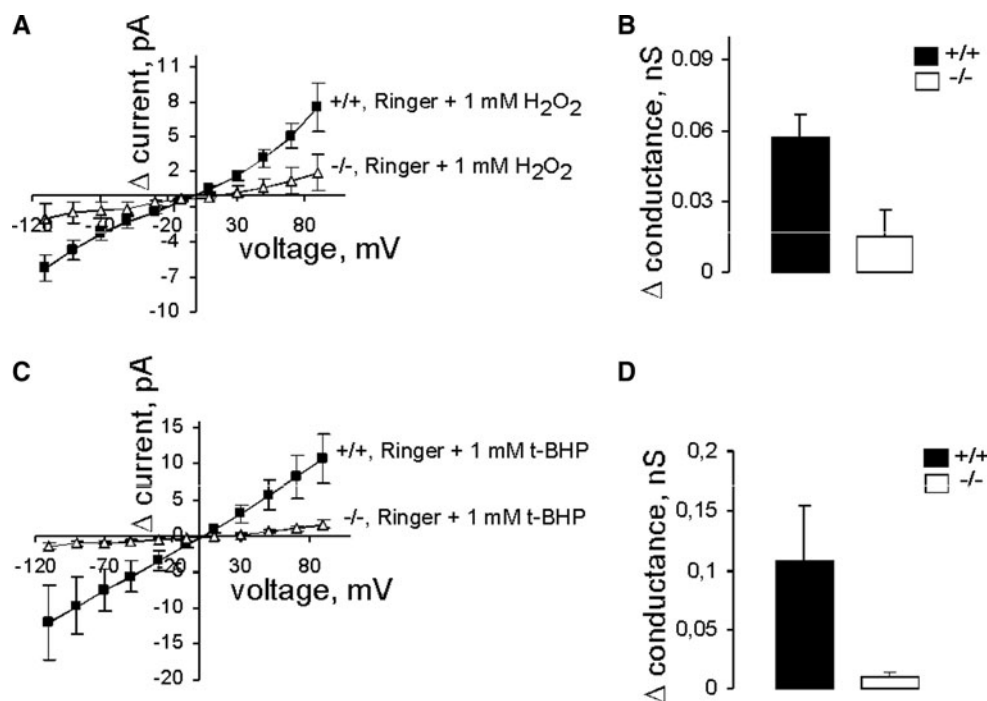 A
Δ current, pA
11
8
5
2
-4
-7
-10
-120
-70
-20
30
80
voltage, mV
+/+, Ringer + 1 mM H₂O₂
-/-, Ringer + 1 mM H₂O₂
B
Δ conductance, nS
0.09
0.06
0.03
0
+/+
-/-
C
Δ current, pA
15
10
5
0
-5
-10
-15
-20
-120
-70
-20
30
80
voltage, mV
+/+, Ringer + 1 mM t-BHP
-/-, Ringer + 1 mM t-BHP
D
Δ conductance, nS
0,2
0,15
0,1
0,05
0
+/+
-/-